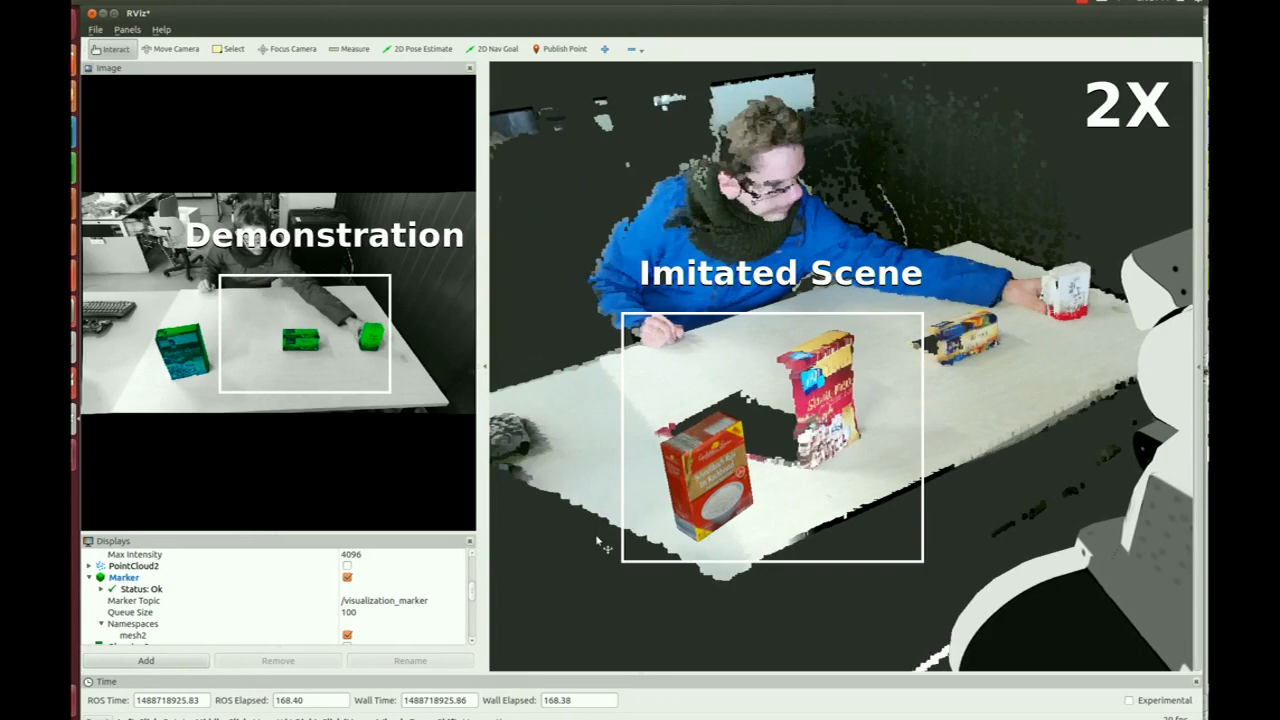 RViz*
File Panels Help
Interact Move Camera Select Focus Camera Measure 2D Pose Estimate 2D Nav Goal Publish Point
Image
2X
Demonstration
Imitated Scene
Displays
Max Intensity 4096
PointCloud2
Marker
Status: Ok
Marker Topic /visualization_marker
Queue Size 100
Namespaces
mesh2
Add Remove Rename
Time
ROS Time: 1488718925.83 ROS Elapsed: 168.40 Wall Time: 1488718925.86 Wall Elapsed: 168.38 Experimental